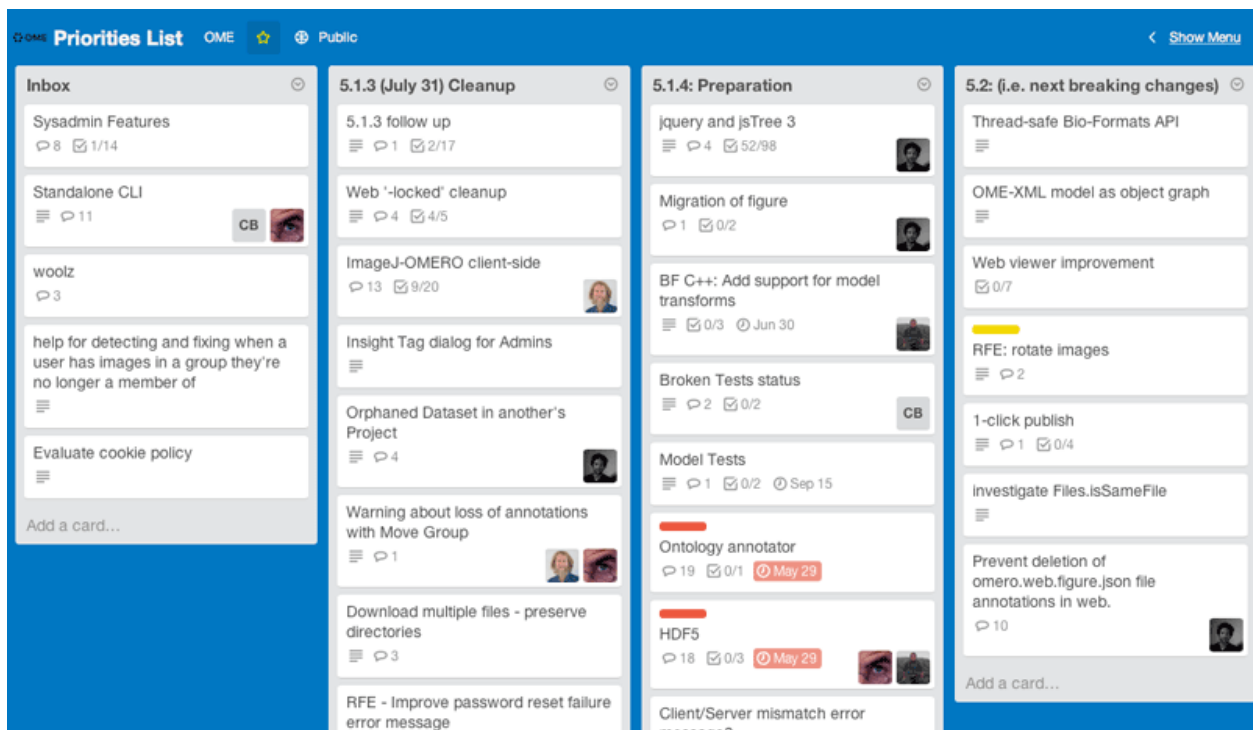 OME Priorities List OME Public Show Menu
Inbox
Sysadmin Features
8 1/14
Standalone CLI
11
CB
woolz
3
help for detecting and fixing when a
user has images in a group they're
no longer a member of
Evaluate cookie policy
Add a card...
5.1.3 (July 31) Cleanup
5.1.3 follow up
1 2/17
Web '-locked' cleanup
4 4/5
ImageJ-OMERO client-side
13 9/20
Insight Tag dialog for Admins
Orphaned Dataset in another's
Project
4
Warning about loss of annotations
with Move Group
1
Download multiple files - preserve
directories
3
RFE - Improve password reset failure
error message
5.1.4: Preparation
jquery and jsTree 3
4 52/98
Migration of figure
1 0/2
BF C++: Add support for model
transforms
0/3 Jun 30
Broken Tests status
2 0/2
CB
Model Tests
1 0/2 Sep 15
Ontology annotator
19 0/1 May 29
HDF5
18 0/3 May 29
Client/Server mismatch error
5.2: (i.e. next breaking changes)
Thread-safe Bio-Formats API
OME-XML model as object graph
Web viewer improvement
0/7
RFE: rotate images
2
1-click publish
1 0/4
investigate Files.isSameFile
Prevent deletion of
omero.web.figure.json file
annotations in web.
10
Add a card...